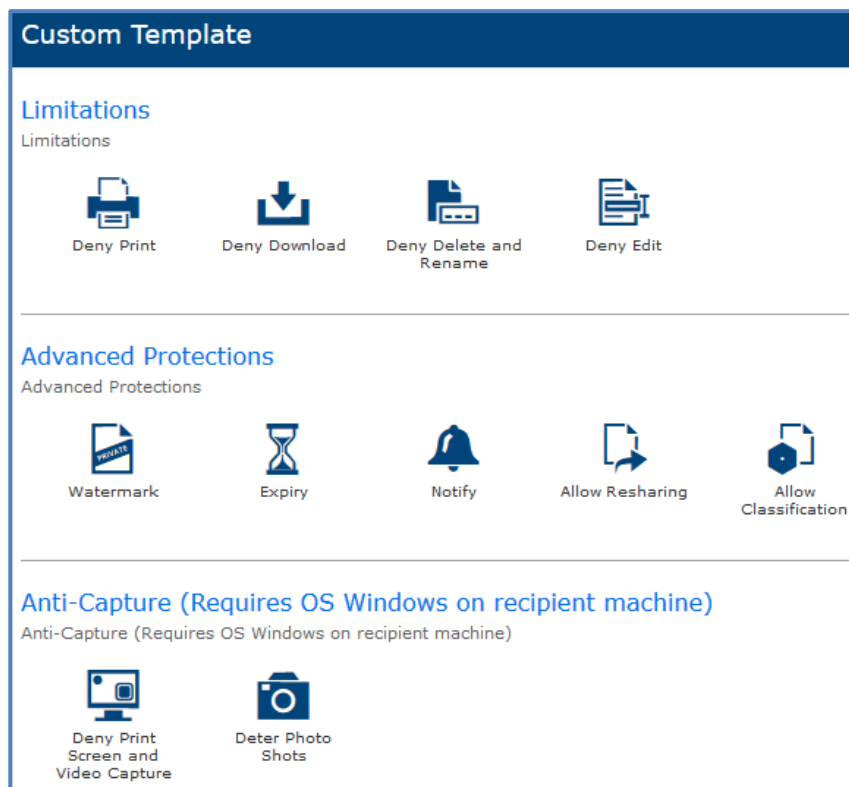 Custom Template
Limitations
Limitations
Deny Print
Deny Download
Deny Delete and
Rename
Deny Edit
Advanced Protections
Advanced Protections
PRIVATE
Watermark
Expiry
Notify
Allow Resharing
Allow
Classification
Anti-Capture (Requires OS Windows on recipient machine)
Anti-Capture (Requires OS Windows on recipient machine)
Deny Print
Screen and
Video Capture
Deter Photo
Shots